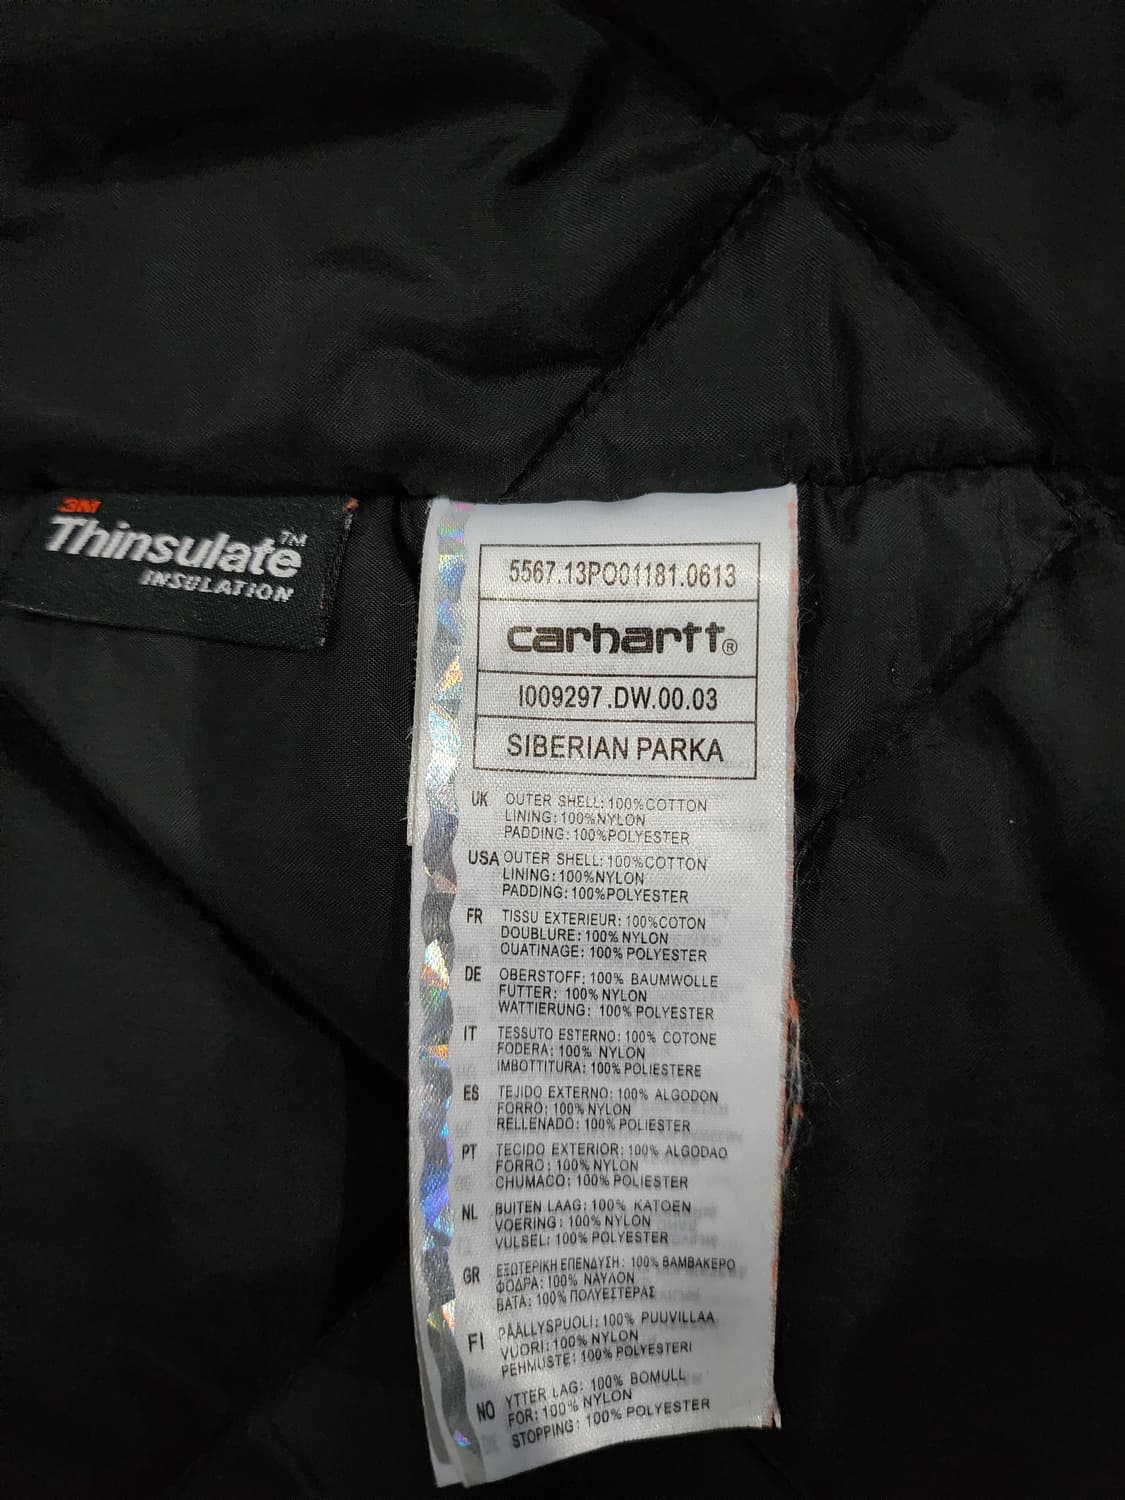 3M
Thinsulate™
INSULATION
5567.13PO01181.0613
carhartt®
I009297.DW.00.03
SIBERIAN PARKA
UK OUTER SHELL: 100%COTTON
LINING: 100%NYLON
PADDING: 100%POLYESTER
USA OUTER SHELL: 100%COTTON
LINING: 100%NYLON
PADDING: 100%POLYESTER
FR TISSU EXTERIEUR: 100%COTON
DOUBLURE: 100% NYLON
OUATINAGE: 100% POLYESTER
DE OBERSTOFF: 100% BAUMWOLLE
FUTTER: 100% NYLON
WATTIERUNG: 100% POLYESTER
IT TESSUTO ESTERNO: 100% COTONE
FODERA: 100% NYLON
IMBOTTITURA: 100% POLIESTERE
ES TEJIDO EXTERNO: 100% ALGODON
FORRO: 100% NYLON
RELLENADO: 100% POLIESTER
PT TECIDO EXTERIOR: 100% ALGODAO
FORRO: 100% NYLON
CHUMACO: 100% POLIESTER
NL BUITEN LAAG: 100% KATOEN
VOERING: 100% NYLON
VULSEL: 100% POLYESTER
GR ΕΞΩΤΕΡΙΚΗ ΕΠΕΝΔΥΣΗ: 100% ΒΑΜΒΑΚΕΡΟ
ΦΟΔΡΑ: 100% ΝΑΥΛΟΝ
ΒΑΤΑ: 100% ΠΟΛΥΕΣΤΕΡΑΣ
FI PÄÄLLYSPUOLI: 100% PUUVILLAA
VUORI: 100% NYLON
PEHMUSTE: 100% POLYESTERI
NO YTTER LAG: 100% BOMULL
FOR: 100% NYLON
STOPPING: 100% POLYESTER